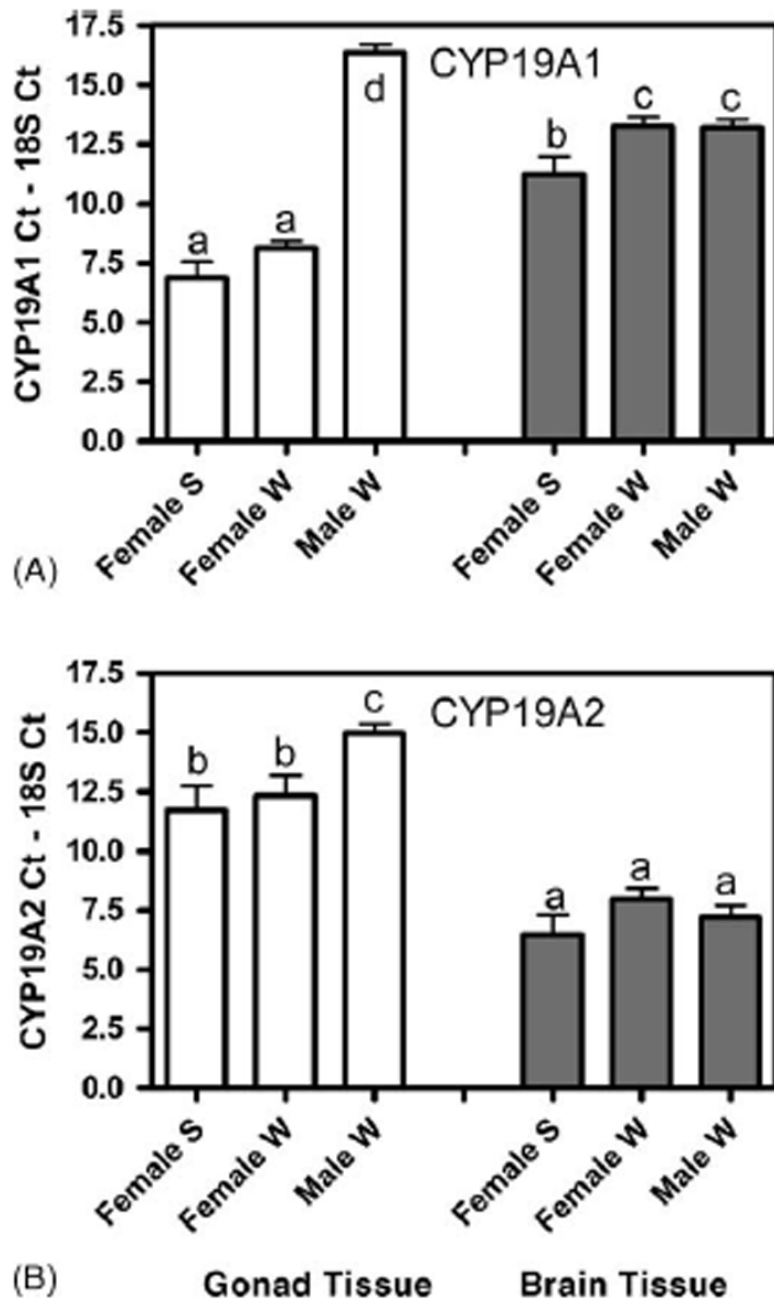 CYP19A1 Ct - 18S Ct
17.5
15.0
12.5
10.0
7.5
5.0
2.5
0.0
CYP19A1
a
a
d
b
c
c
Female S
Female W
Male W
Female S
Female W
Male W
(A)
CYP19A2 Ct - 18S Ct
17.5
15.0
12.5
10.0
7.5
5.0
2.5
0.0
CYP19A2
b
b
c
a
a
a
Female S
Female W
Male W
Female S
Female W
Male W
(B)
Gonad Tissue
Brain Tissue